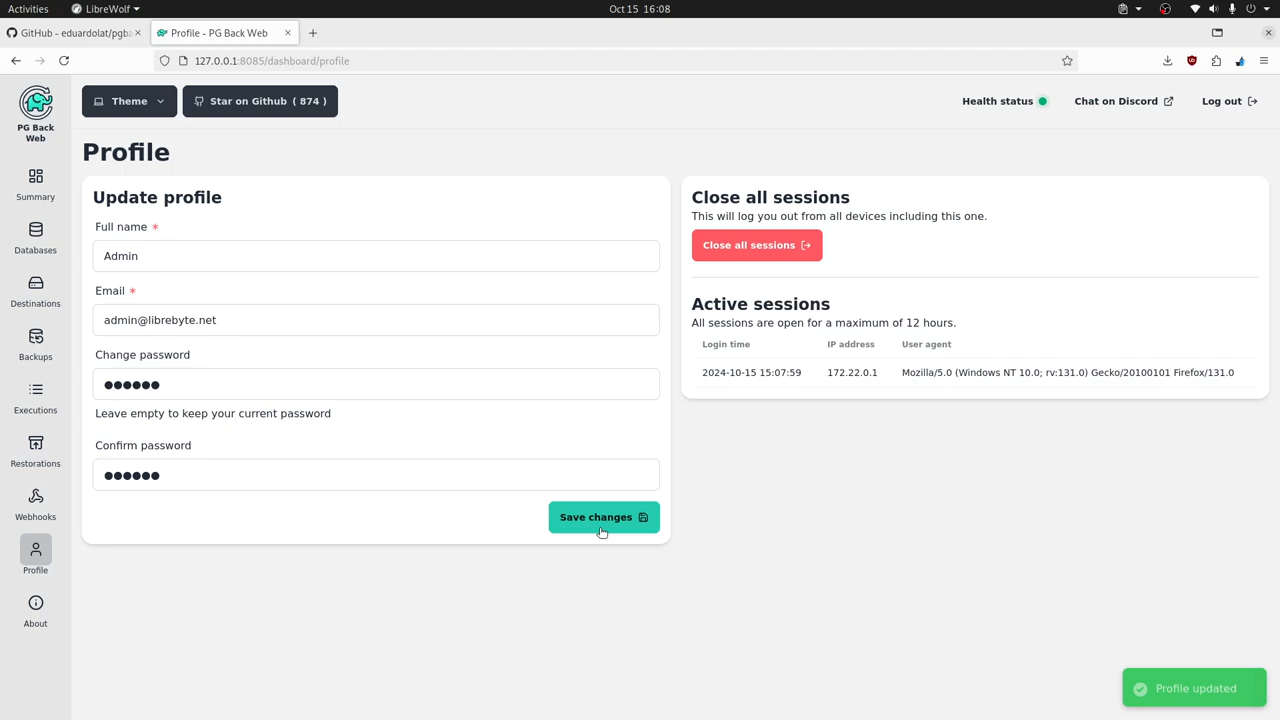 Activities
LibreWolf
Oct 15 16:08
GitHub - eduardolat/pgba
Profile - PG Back Web
127.0.0.1:8085/dashboard/profile
PG Back
Web
Theme
Star on Github ( 874 )
Health status
Chat on Discord
Log out
Summary
Databases
Destinations
Backups
Executions
Restorations
Webhooks
Profile
About
Profile
Update profile
Full name *
Admin
Email *
admin@librebyte.net
Change password
●●●●●●
Leave empty to keep your current password
Confirm password
●●●●●●
Save changes
Close all sessions
This will log you out from all devices including this one.
Close all sessions
Active sessions
All sessions are open for a maximum of 12 hours.
Login time IP address User agent
2024-10-15 15:07:59 172.22.0.1 Mozilla/5.0 (Windows NT 10.0; rv:131.0) Gecko/20100101 Firefox/131.0
Profile updated